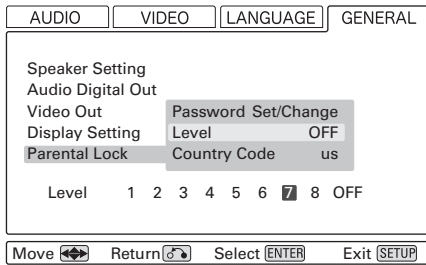 AUDIO VIDEO LANGUAGE GENERAL
Speaker Setting
Audio Digital Out
Video Out Password Set/Change
Display Setting Level OFF
Parental Lock Country Code us
Level 1 2 3 4 5 6 7 8 OFF
Move Return Select ENTER Exit SETUP